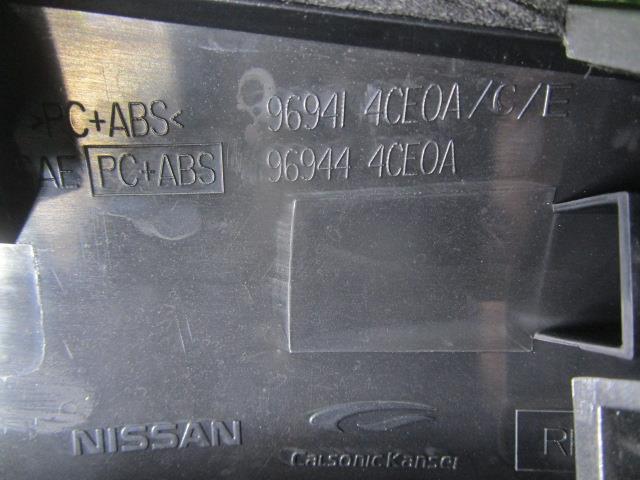 >PC+ABS< 96941 4CE0A/C/E
PC+ABS 96944 4CE0A
NISSAN
CalsonicKansei